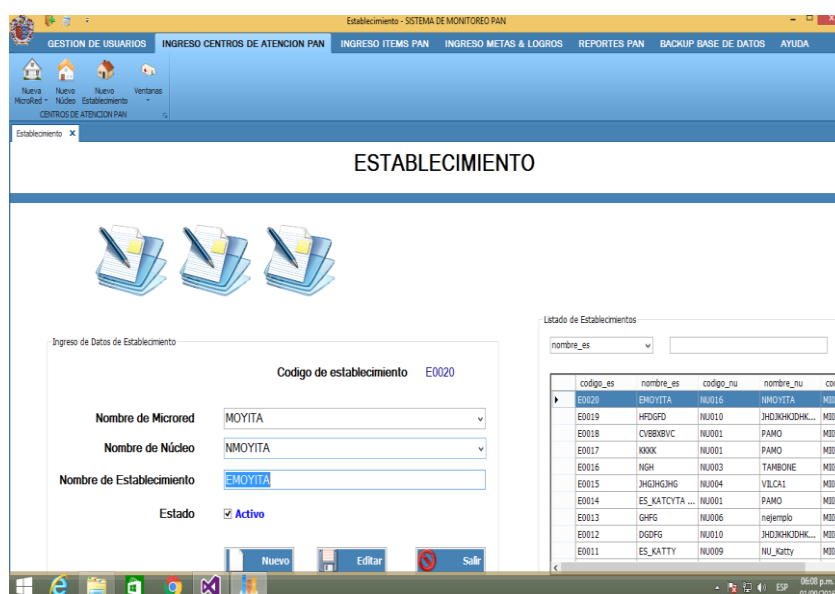 Establecimiento - SISTEMA DE MONITOREO PAN
GESTION DE USUARIOS INGRESO CENTROS DE ATENCION PAN INGRESO ITEMS PAN INGRESO METAS & LOGROS REPORTES PAN BACKUP BASE DE DATOS AYUDA
Nueva Nuevo Nuevo Ventanas
MicroRed Núcleo Establecimiento
CENTROS DE ATENCION PAN
Establecimiento X
ESTABLECIMIENTO
Listado de Establecimientos
nombre_es
Ingreso de Datos de Establecimiento
Codigo de establecimiento E0020
Nombre de Microred MOYITA
Nombre de Núcleo NMOYITA
Nombre de Establecimiento EMOYITA
Estado Activo
Nuevo Editar Salir
codigo_es nombre_es codigo_nu nombre_nu
E0020 EMOYITA NU016 NMOYITA
E0019 HFDGFD NU010 JHDJKHKJDHK...
E0018 CVBBXBVC NU001 PAMO
E0017 KKKK NU001 PAMO
E0016 NGH NU003 TAMBONE
E0015 JHGJHGJHG NU004 VILCA1
E0014 ES_KATCYTA ... NU001 PAMO
E0013 GHFG NU006 nejemplo
E0012 DGDFG NU010 JHDJKHKJDHK...
E0011 ES_KATTY NU009 NU_Katty
ESP 06:08 p.m.